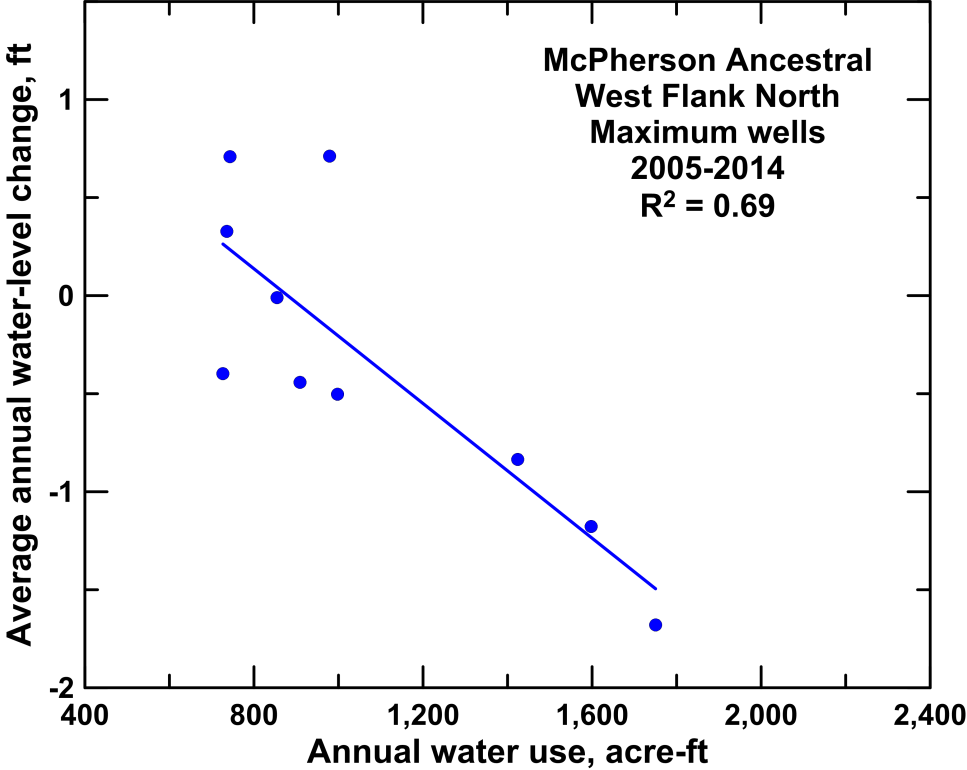 McPherson Ancestral
West Flank North
Maximum wells
2005-2014
R² = 0.69
Average annual water-level change, ft
1
0
-1
-2
400 800 1,200 1,600 2,000 2,400
Annual water use, acre-ft